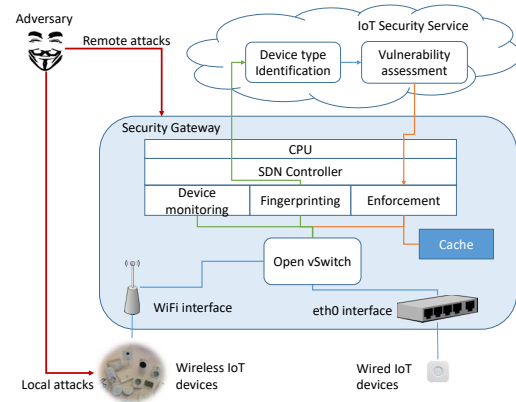 Adversary
Remote attacks
IoT Security Service
Device type
Identification
Vulnerability
assessment
Security Gateway
CPU
SDN Controller
Device
monitoring
Fingerprinting
Enforcement
Cache
Open vSwitch
WiFi interface
eth0 interface
Local attacks
Wireless IoT
devices
Wired IoT
devices